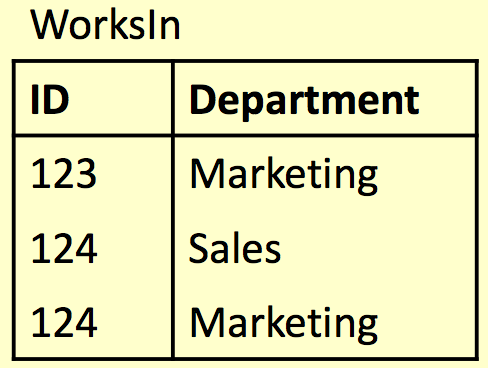 WorksIn
ID Department
123 Marketing
124 Sales
124 Marketing